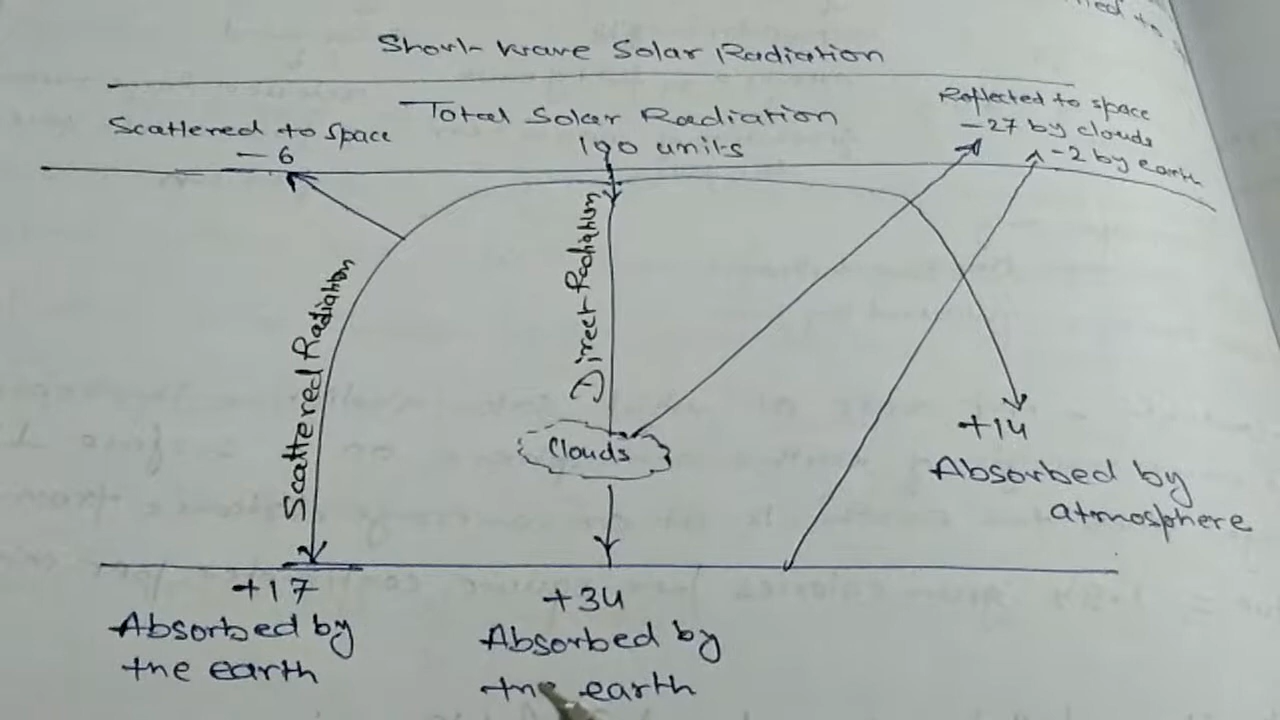 Short-wave Solar Radiation
Total Solar Radiation
100 units
Scattered to space
-6
Reflected to space
-27 by clouds
-2 by earth
Scattered Radiation
Direct Radiation
Clouds
+14
Absorbed by
atmosphere
+17
Absorbed by
the earth
+34
Absorbed by
the earth